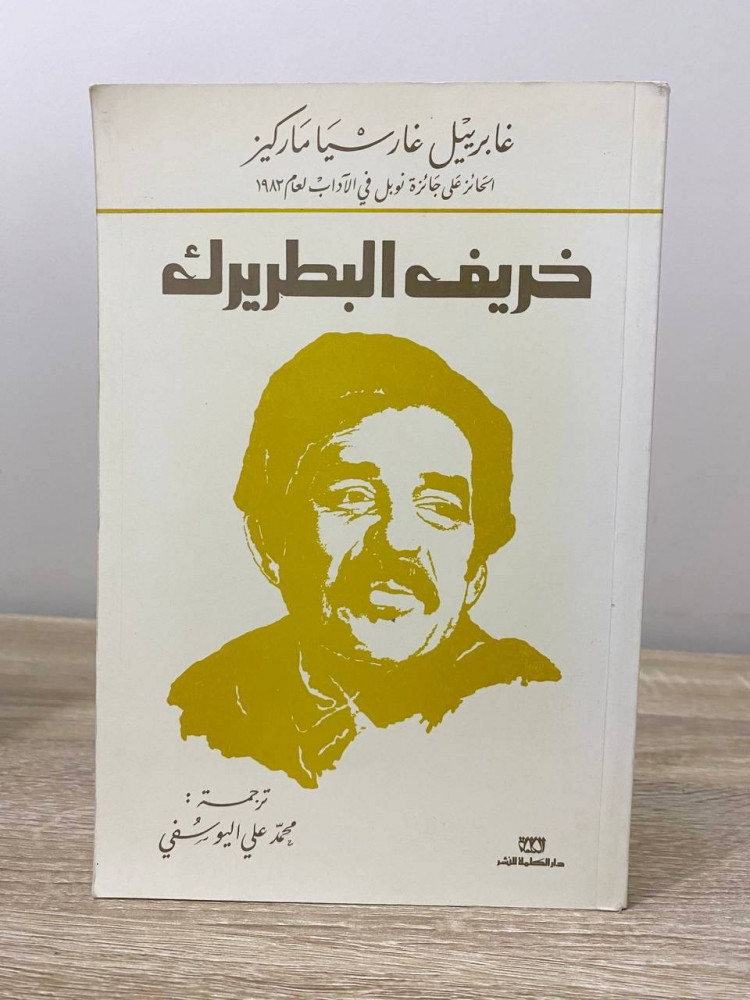 غابرييل غارسيا ماركيز
الحائز على جائزة نوبل في الآداب لعام ١٩٨٢
خريف البطريرك
ترجمة :
محمد علي اليوسفي
الكلمة
دار الكلمة للنشر